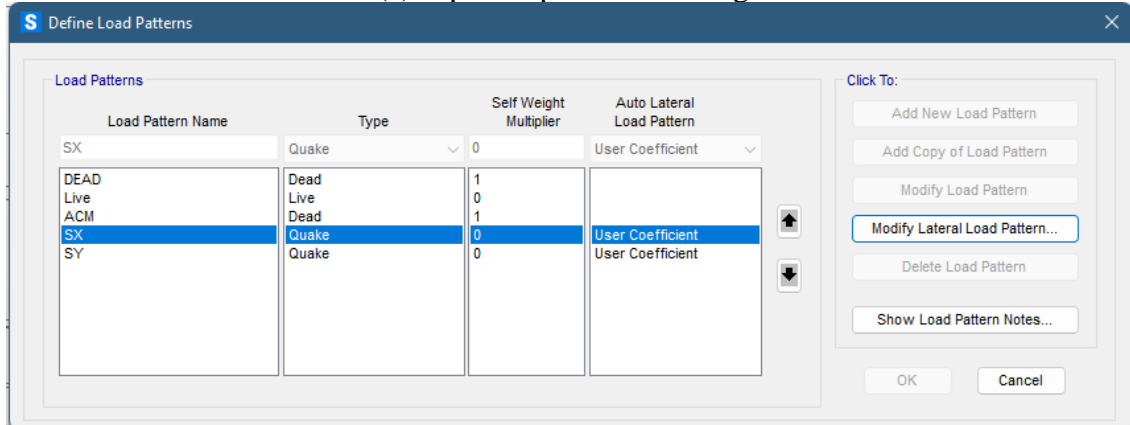 S Define Load Patterns
Load Patterns
Click To:
Load Pattern Name Type Self Weight Multiplier Auto Lateral Load Pattern
SX Quake 0 User Coefficient
DEAD Dead 1
Live Live 0
ACM Dead 1
SX Quake 0 User Coefficient
SY Quake 0 User Coefficient
Add New Load Pattern
Add Copy of Load Pattern
Modify Load Pattern
Modify Lateral Load Pattern...
Delete Load Pattern
Show Load Pattern Notes...
OK Cancel